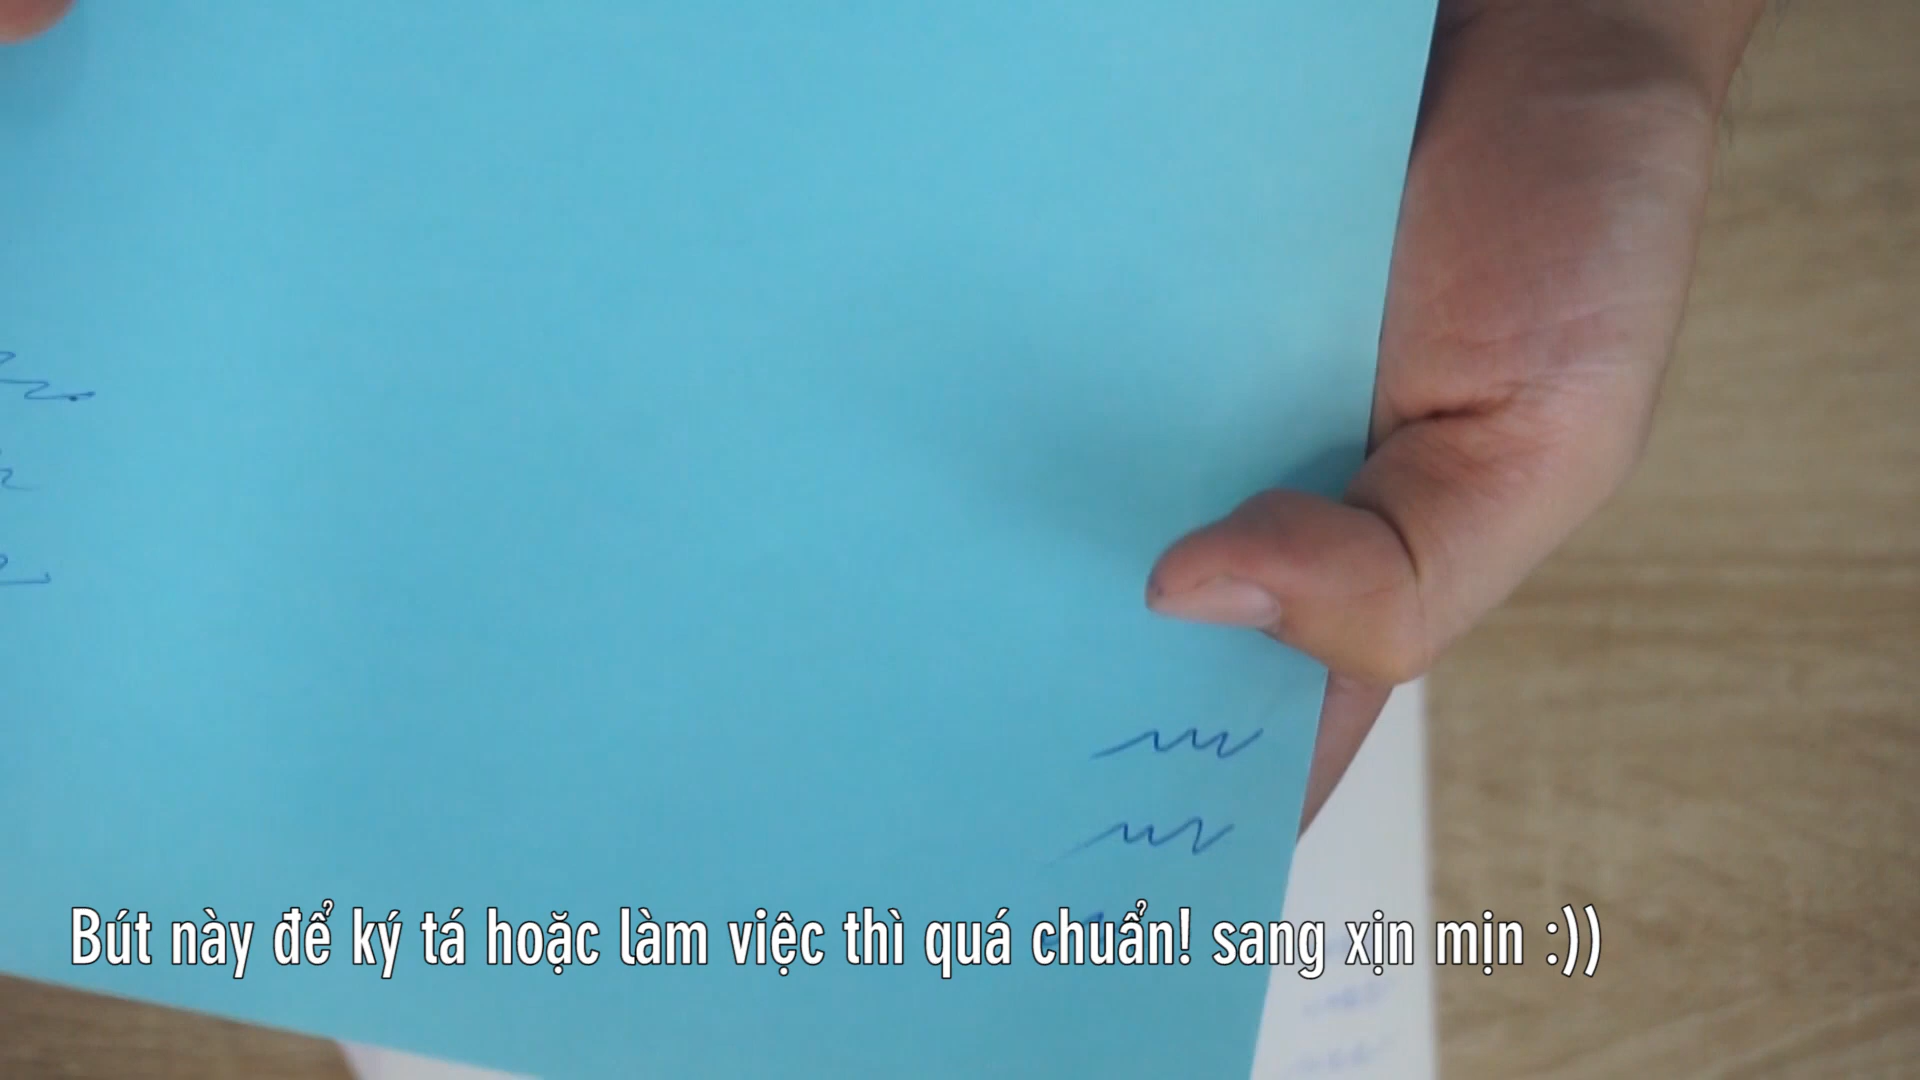 Bút này để ký tá hoặc làm việc thì quá chuẩn! sang xịn mịn :))